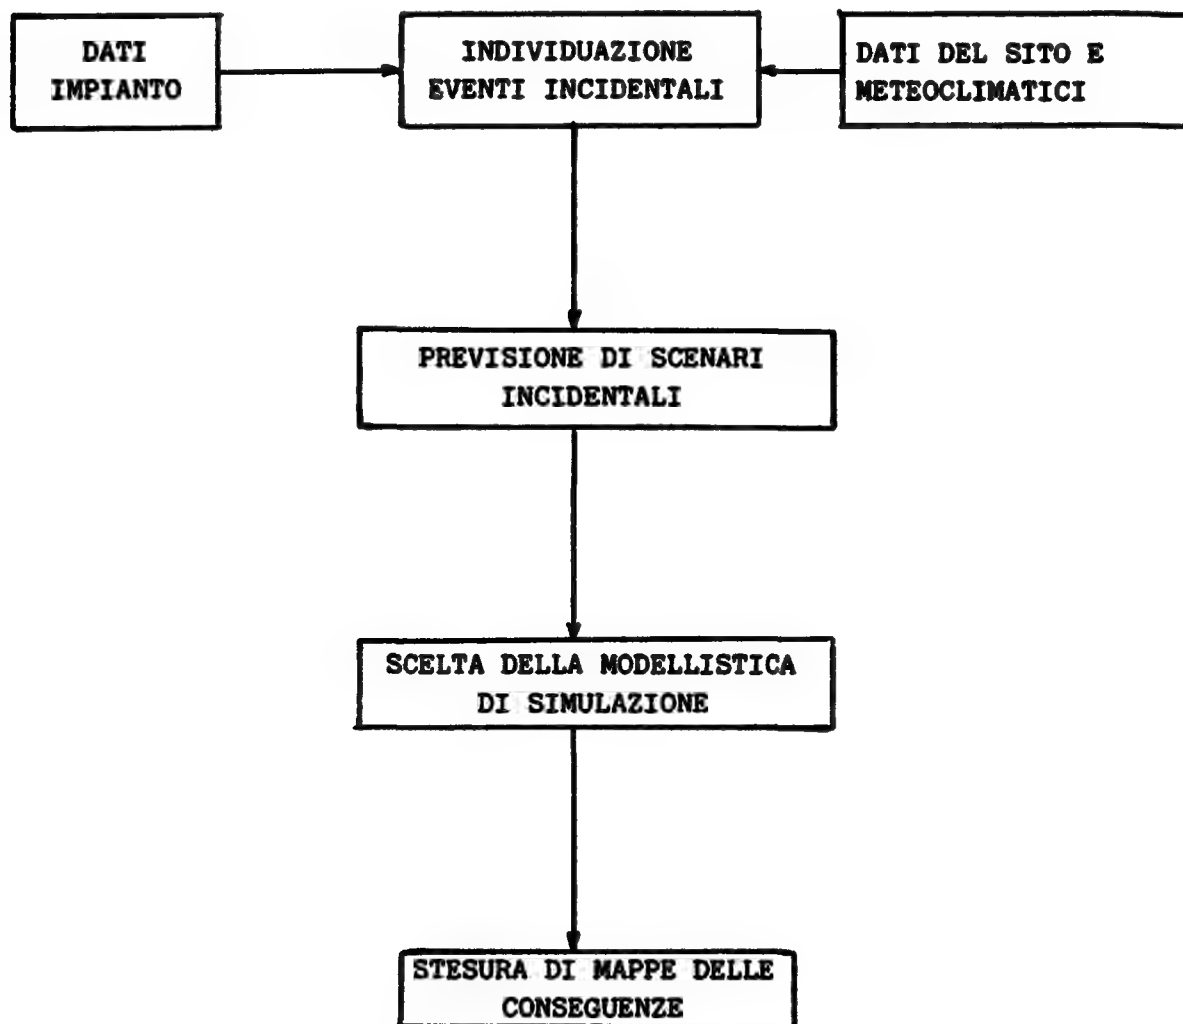 DATI
IMPIANTO
INDIVIDUAZIONE
EVENTI INCIDENTALI
DATI DEL SITO E
METEOCLIMATICI
PREVISIONE DI SCENARI
INCIDENTALI
SCELTA DELLA MODELLISTICA
DI SIMULAZIONE
STESURA DI MAPPE DELLE
CONSEGUENZE